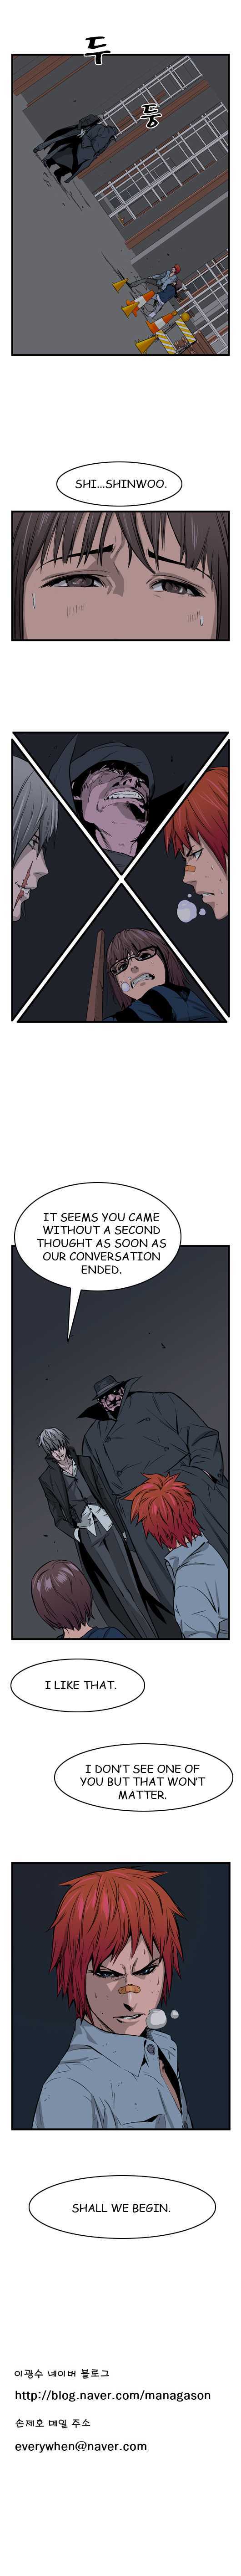 두
둥
SHI...SHINWOO.
IT SEEMS YOU CAME
WITHOUT A SECOND
THOUGHT AS SOON AS
OUR CONVERSATION
ENDED.
I LIKE THAT.
I DON'T SEE ONE OF
YOU BUT THAT WON'T
MATTER.
SHALL WE BEGIN.
이광수 네이버 블로그
http://blog.naver.com/managason
손제호 메일 주소
everywhen@naver.com